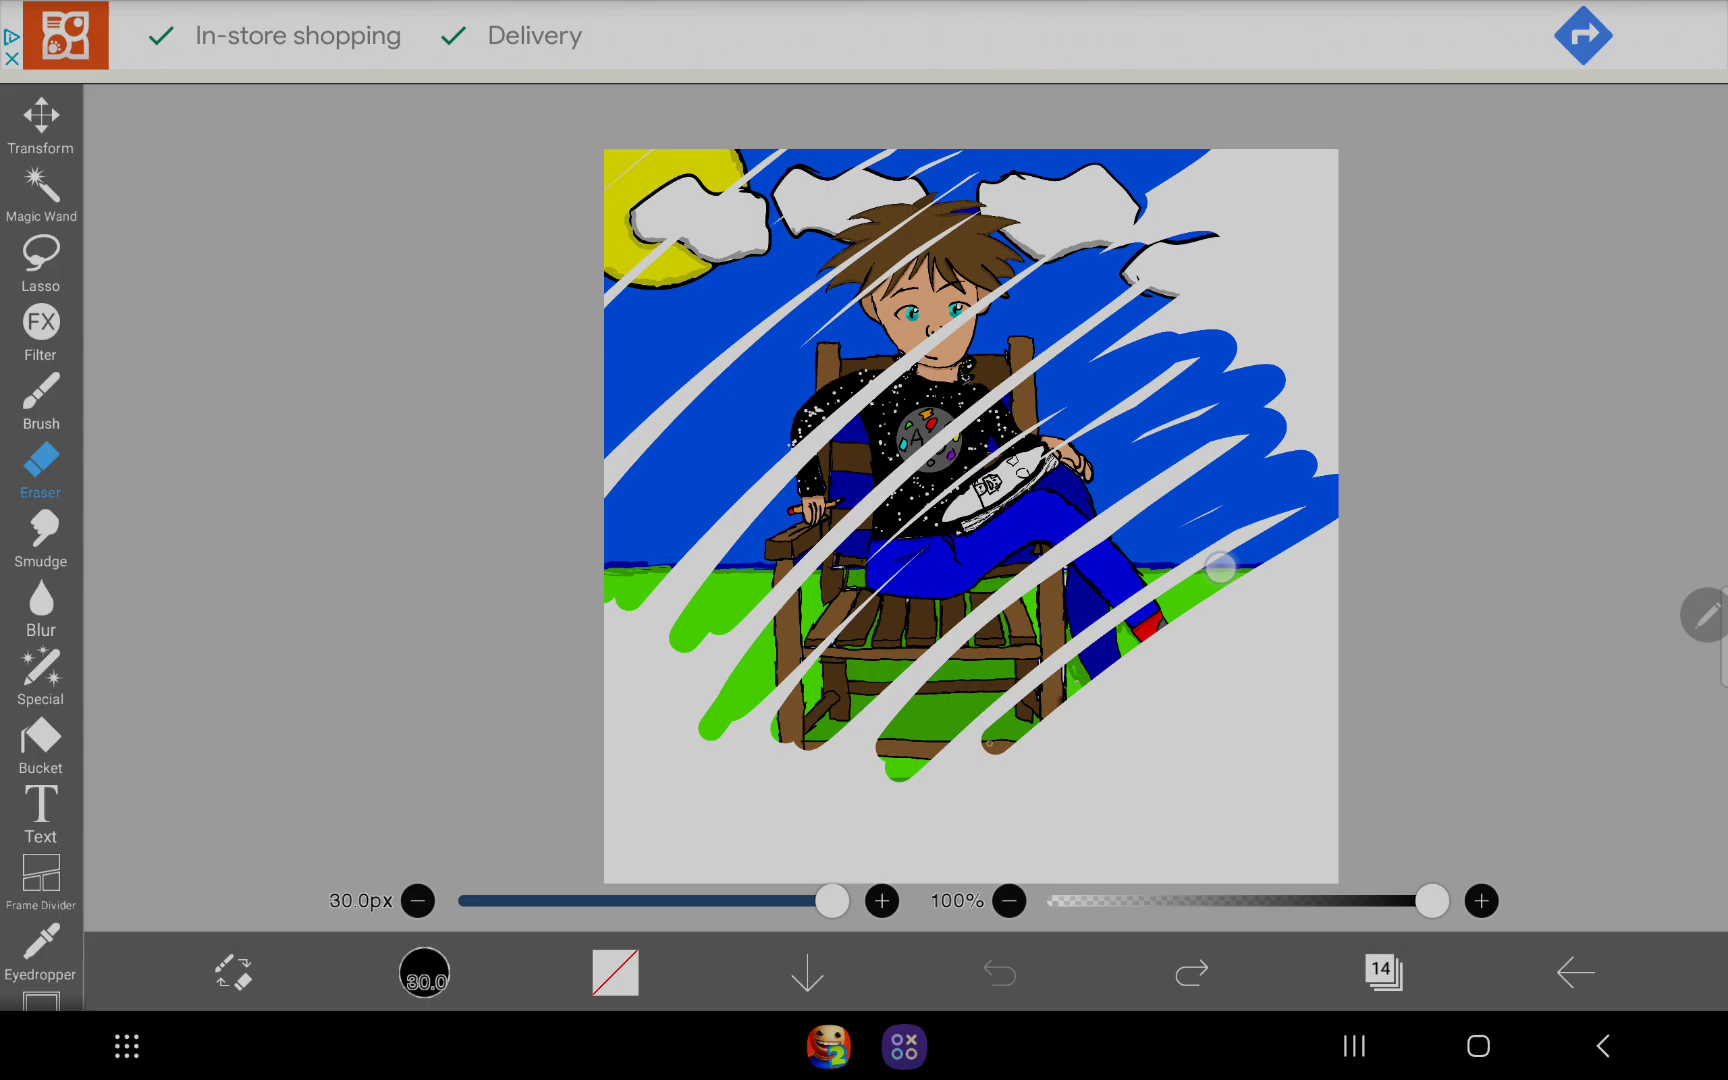 In-store shopping
Delivery
Transform
Magic Wand
Lasso
FX
Filter
Brush
Eraser
Smudge
Blur
Special
Bucket
T
Text
Frame Divider
Eyedropper
A
30.0px
100%
30.0
14
2